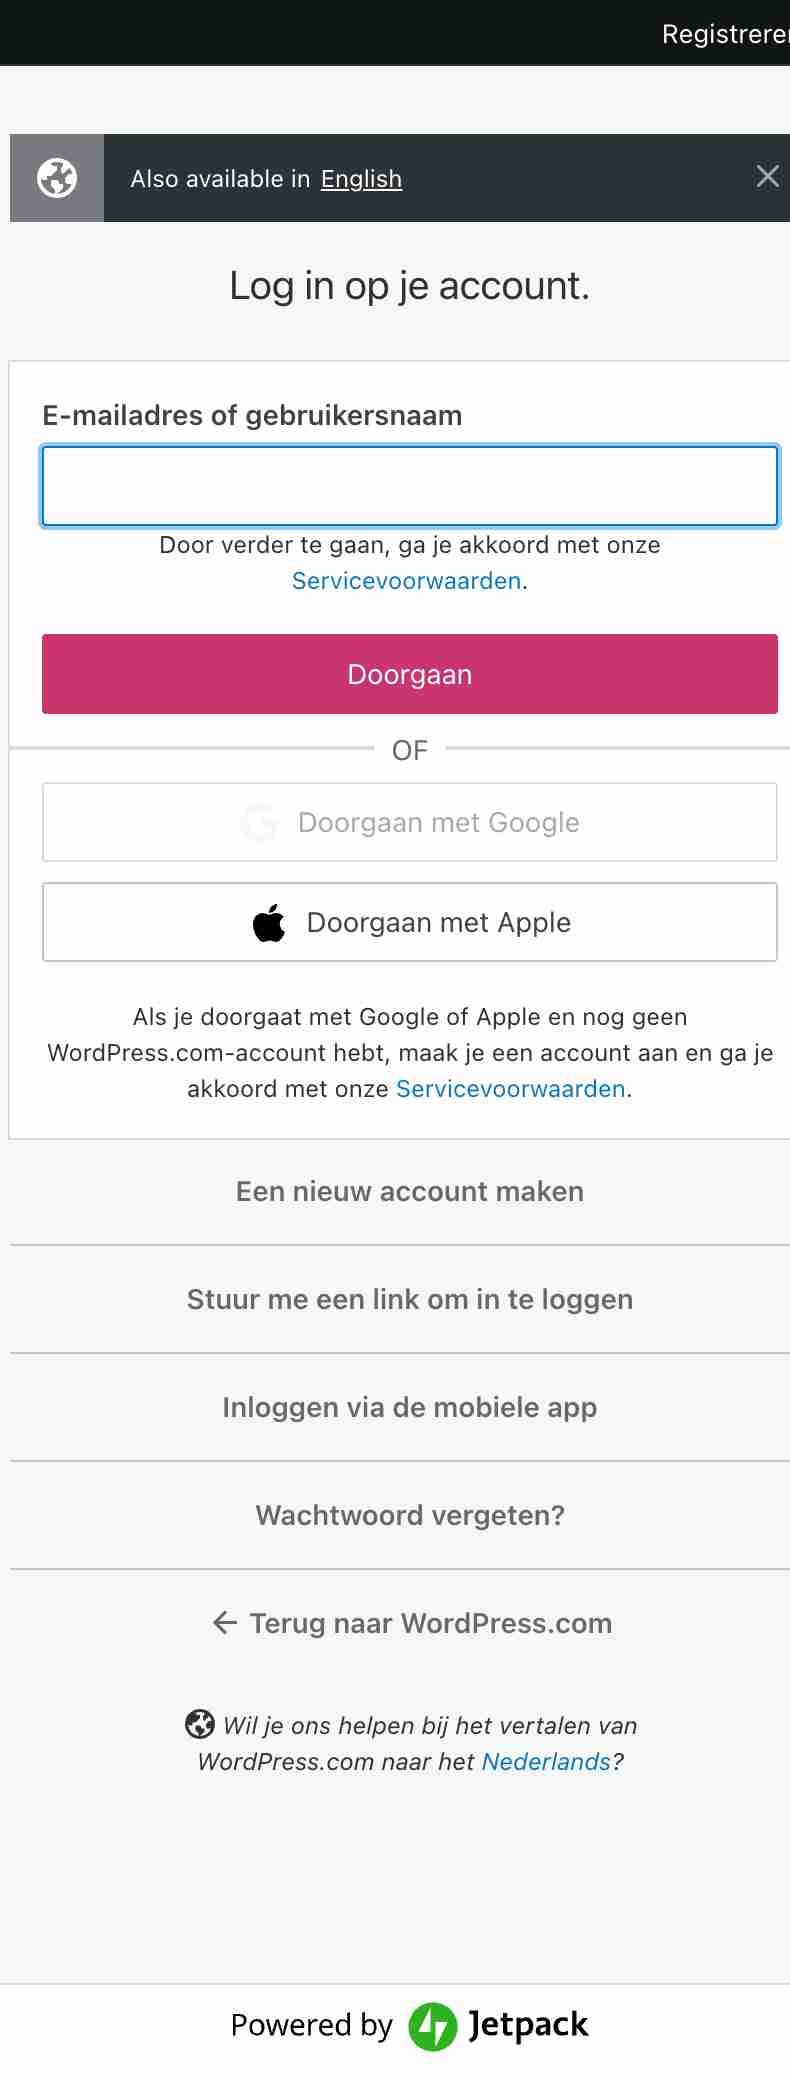 Registreren
Also available in English
Log in op je account.
E-mailadres of gebruikersnaam
Door verder te gaan, ga je akkoord met onze
Servicevoorwaarden.
Doorgaan
OF
Doorgaan met Google
Doorgaan met Apple
Als je doorgaat met Google of Apple en nog geen
WordPress.com-account hebt, maak je een account aan en ga je
akkoord met onze Servicevoorwaarden.
Een nieuw account maken
Stuur me een link om in te loggen
Inloggen via de mobiele app
Wachtwoord vergeten?
← Terug naar WordPress.com
Wil je ons helpen bij het vertalen van
WordPress.com naar het Nederlands?
Powered by Jetpack